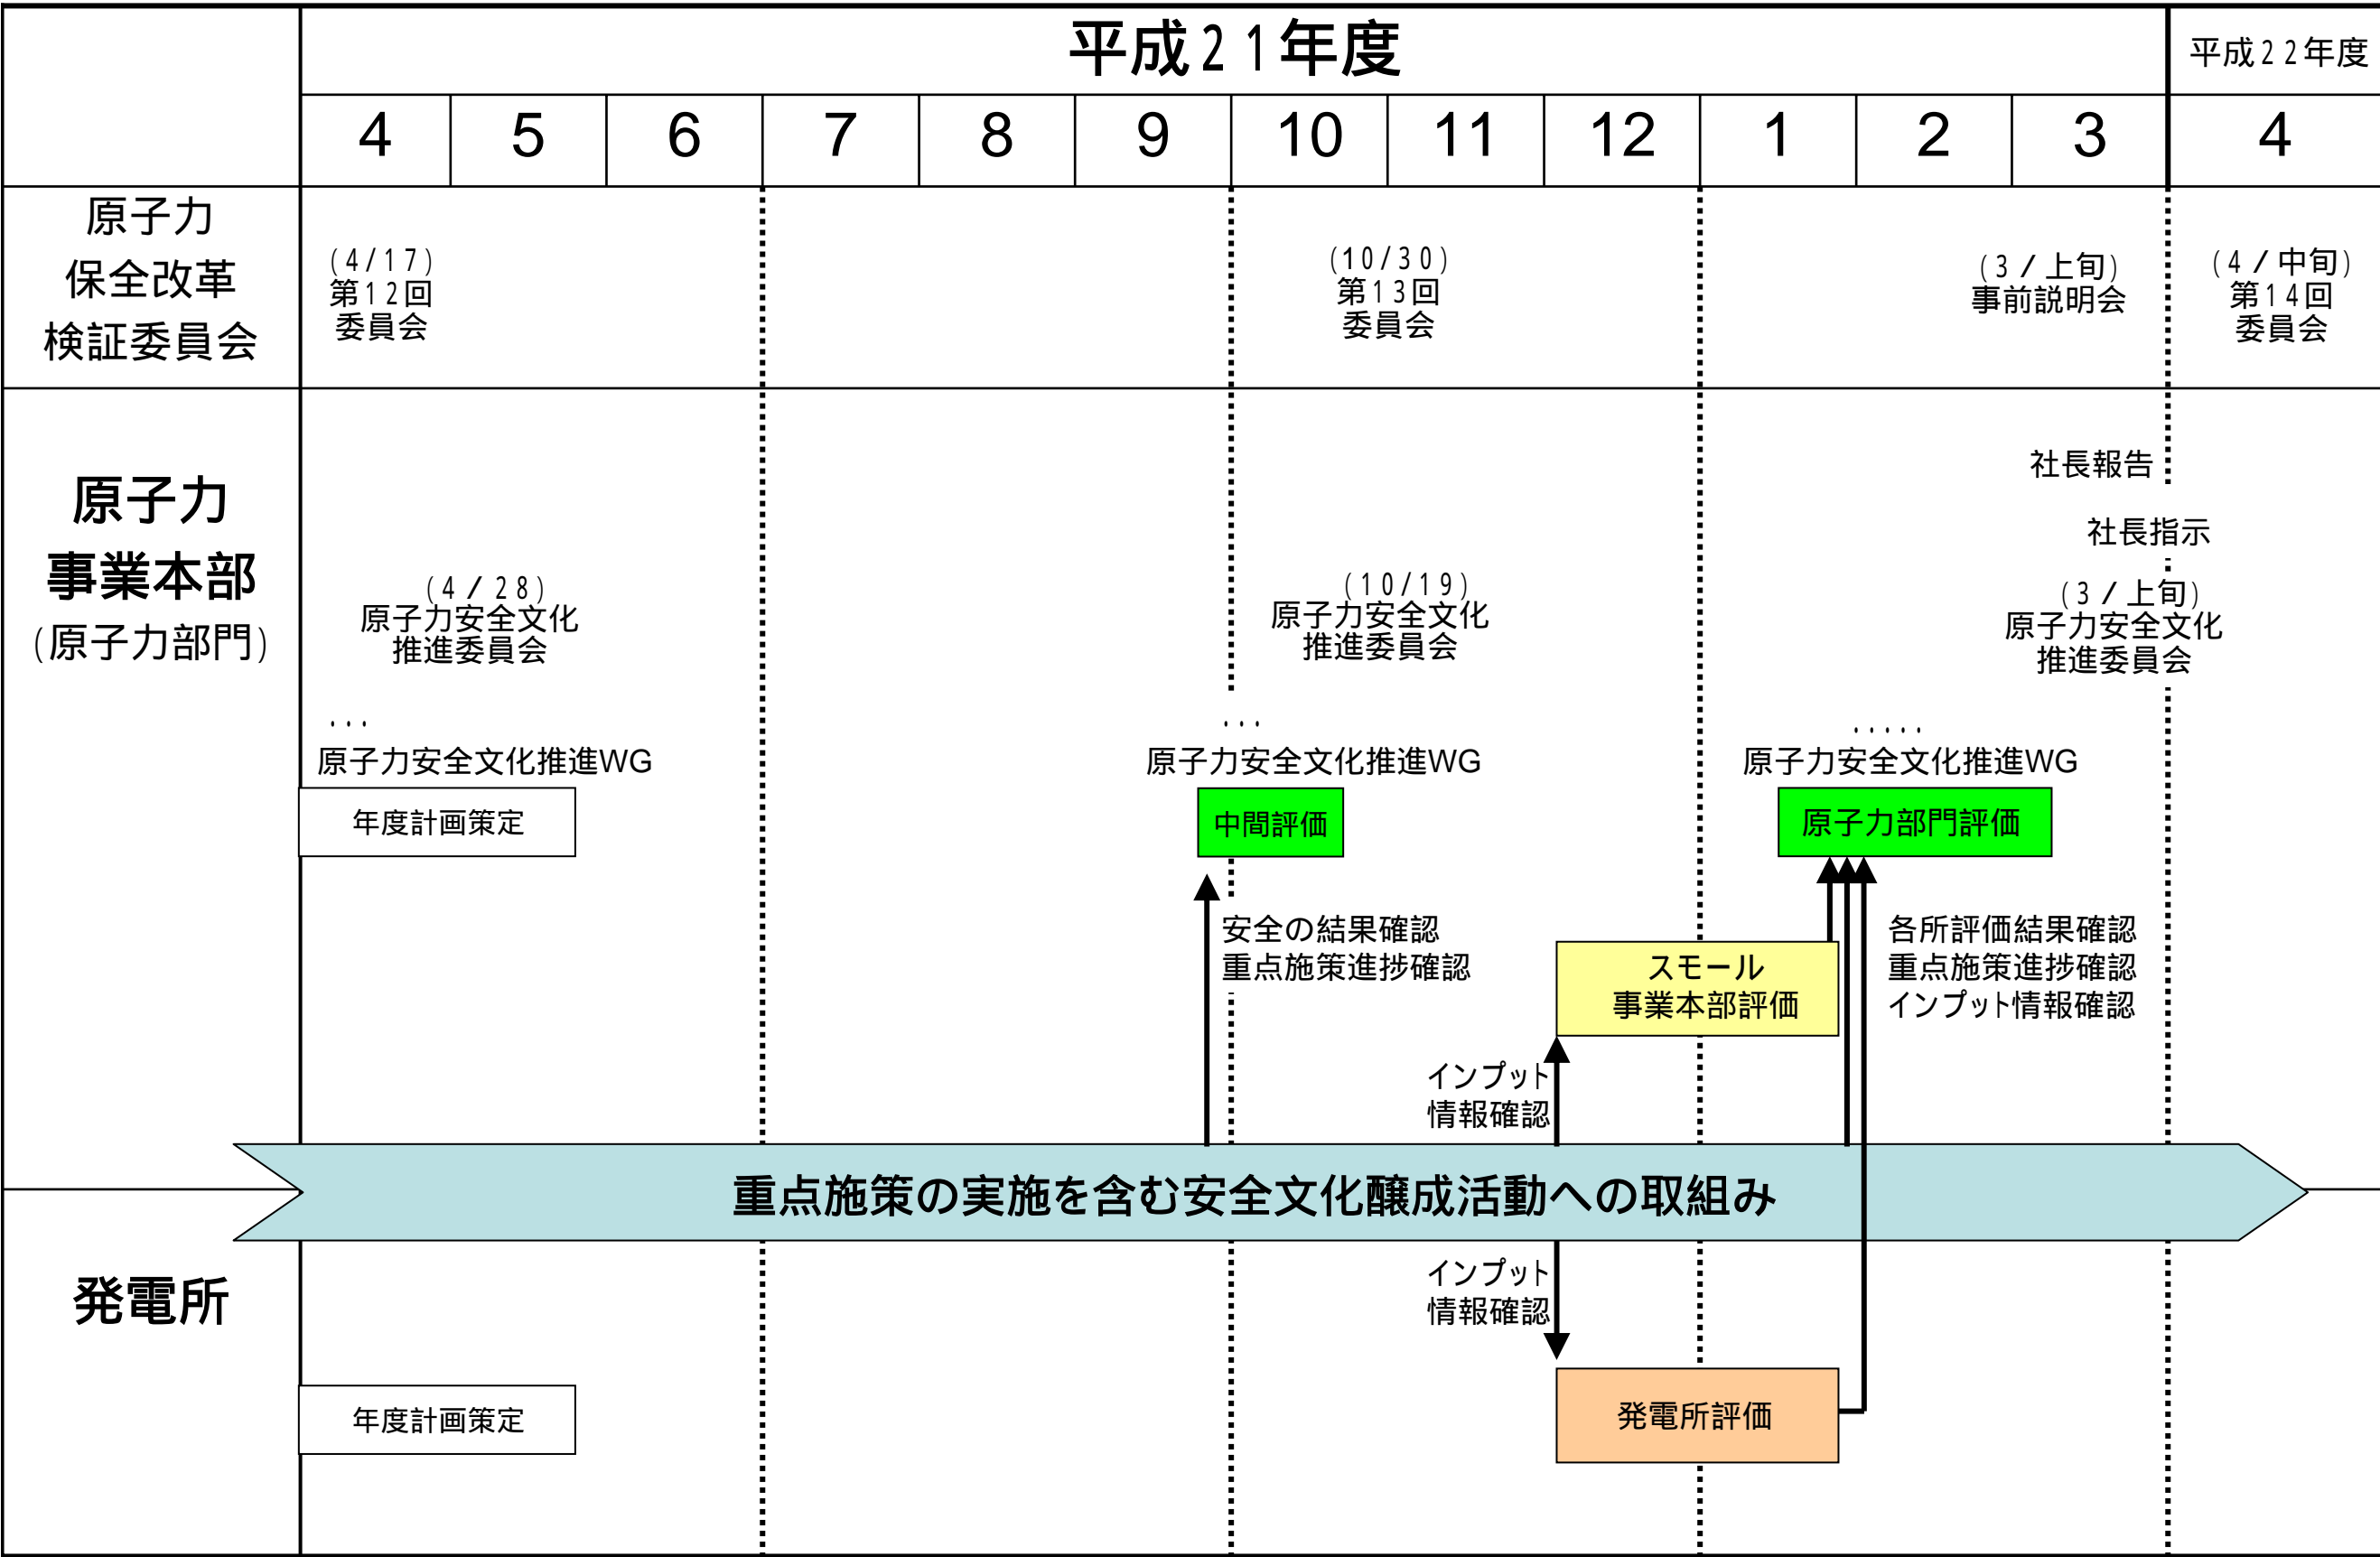 平成21年度
平成22年度
4 5 6 7 8 9 10 11 12 1 2 3 4
原子力
保全改革
検証委員会
(4/17)
第12回
委員会
(10/30)
第13回
委員会
(3/上旬)
事前説明会
(4/中旬)
第14回
委員会
原子力
事業本部
(原子力部門)
社長報告
社長指示
(4/28)
原子力安全文化
推進委員会
(10/19)
原子力安全文化
推進委員会
(3/上旬)
原子力安全文化
推進委員会
・・・
原子力安全文化推進WG
・・・
原子力安全文化推進WG
・・・・・
原子力安全文化推進WG
年度計画策定
中間評価
原子力部門評価
安全の結果確認
重点施策進捗確認
スモール
事業本部評価
各所評価結果確認
重点施策進捗確認
インプット情報確認
インプット
情報確認
重点施策の実施を含む安全文化醸成活動への取組み
発電所
インプット
情報確認
年度計画策定
発電所評価